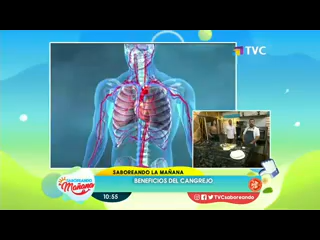 TVC
SABOREANDO LA MAÑANA
BENEFICIOS DEL CANGREJO
SABOREANDO
Mañana
10:55
TVCsaboreando